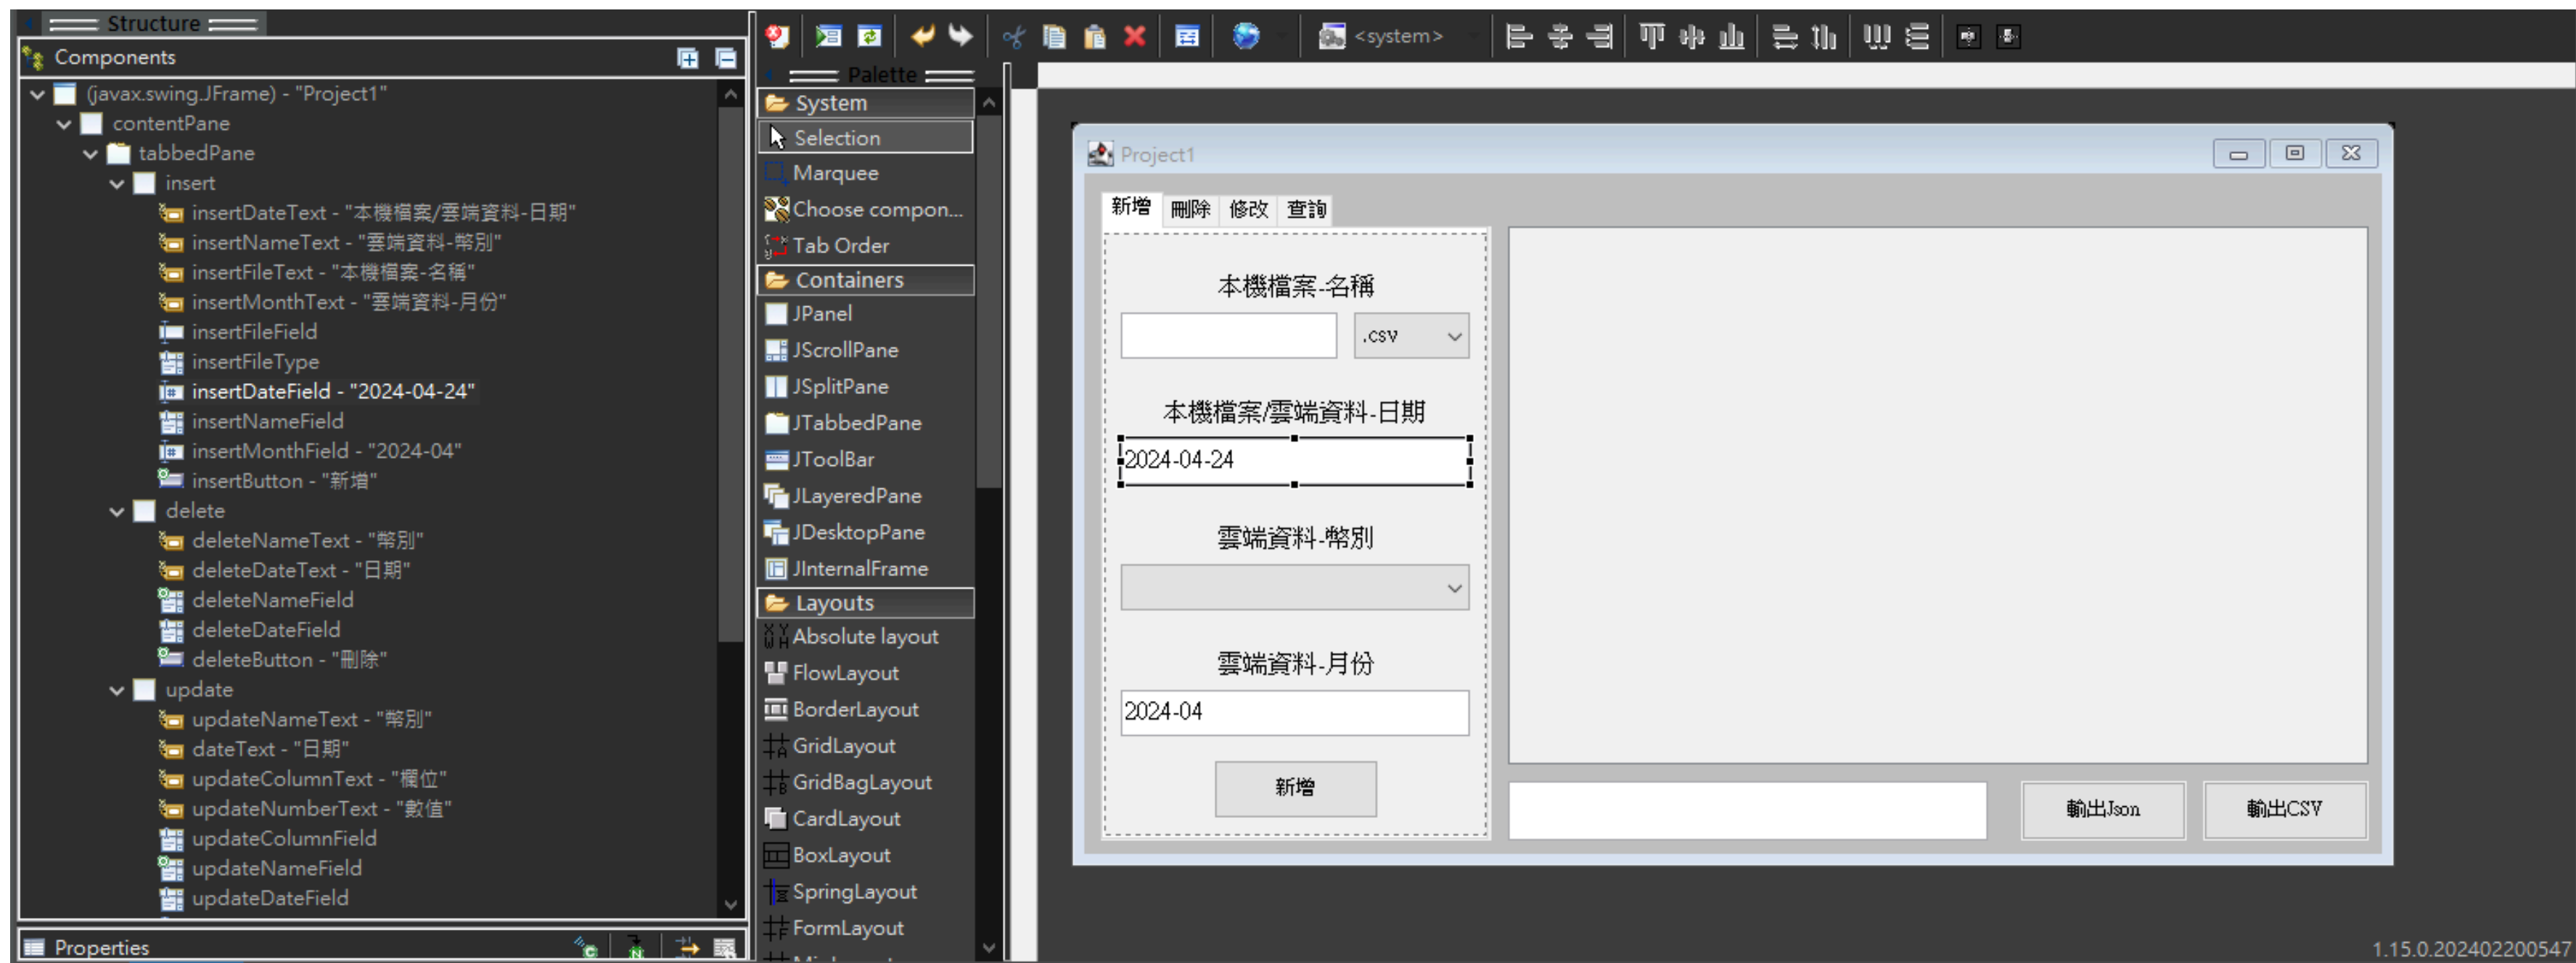 Structure
Components
(javax.swing.JFrame) - "Project1"
contentPane
tabbedPane
insert
insertDateText - "本機檔案/雲端資料-日期"
insertNameText - "雲端資料-幣別"
insertFileText - "本機檔案-名稱"
insertMonthText - "雲端資料-月份"
insertFileField
insertFileType
insertDateField - "2024-04-24"
insertNameField
insertMonthField - "2024-04"
insertButton - "新增"
delete
deleteNameText - "幣別"
deleteDateText - "日期"
deleteNameField
deleteDateField
deleteButton - "刪除"
update
updateNameText - "幣別"
dateText - "日期"
updateColumnText - "欄位"
updateNumberText - "數值"
updateColumnField
updateNameField
updateDateField
Properties
<system>
Palette
System
Selection
Marquee
Choose compon...
Tab Order
Containers
JPanel
JScrollPane
JSplitPane
JTabbedPane
JToolBar
JLayeredPane
JDesktopPane
JInternalFrame
Layouts
Absolute layout
FlowLayout
BorderLayout
GridLayout
GridBagLayout
CardLayout
BoxLayout
SpringLayout
FormLayout
Project1
新增 刪除 修改 查詢
本機檔案-名稱
.csv
本機檔案/雲端資料-日期
2024-04-24
雲端資料-幣別
雲端資料-月份
2024-04
新增
輸出Json 輸出CSV
1.15.0.202402200547